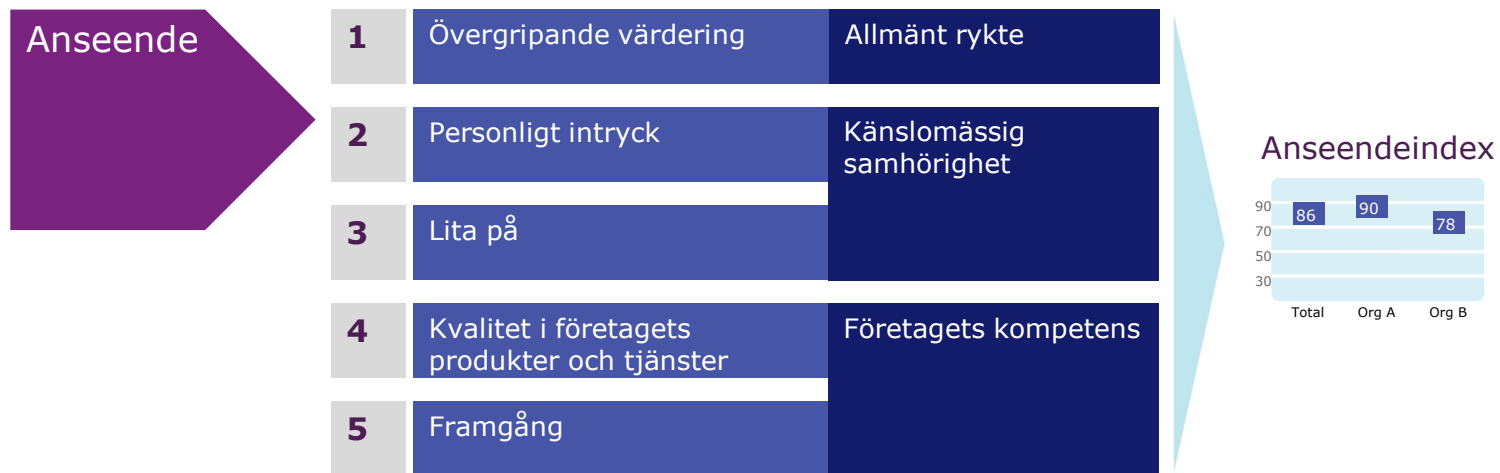 Anseende
1
Övergripande värdering
Allmänt rykte
2
Personligt intryck
Känslomässig
samhörighet
3
Lita på
4
Kvalitet i företagets
produkter och tjänster
Företagets kompetens
5
Framgång
Anseendeindex
90
70
50
30
86
90
78
Total
Org A
Org B